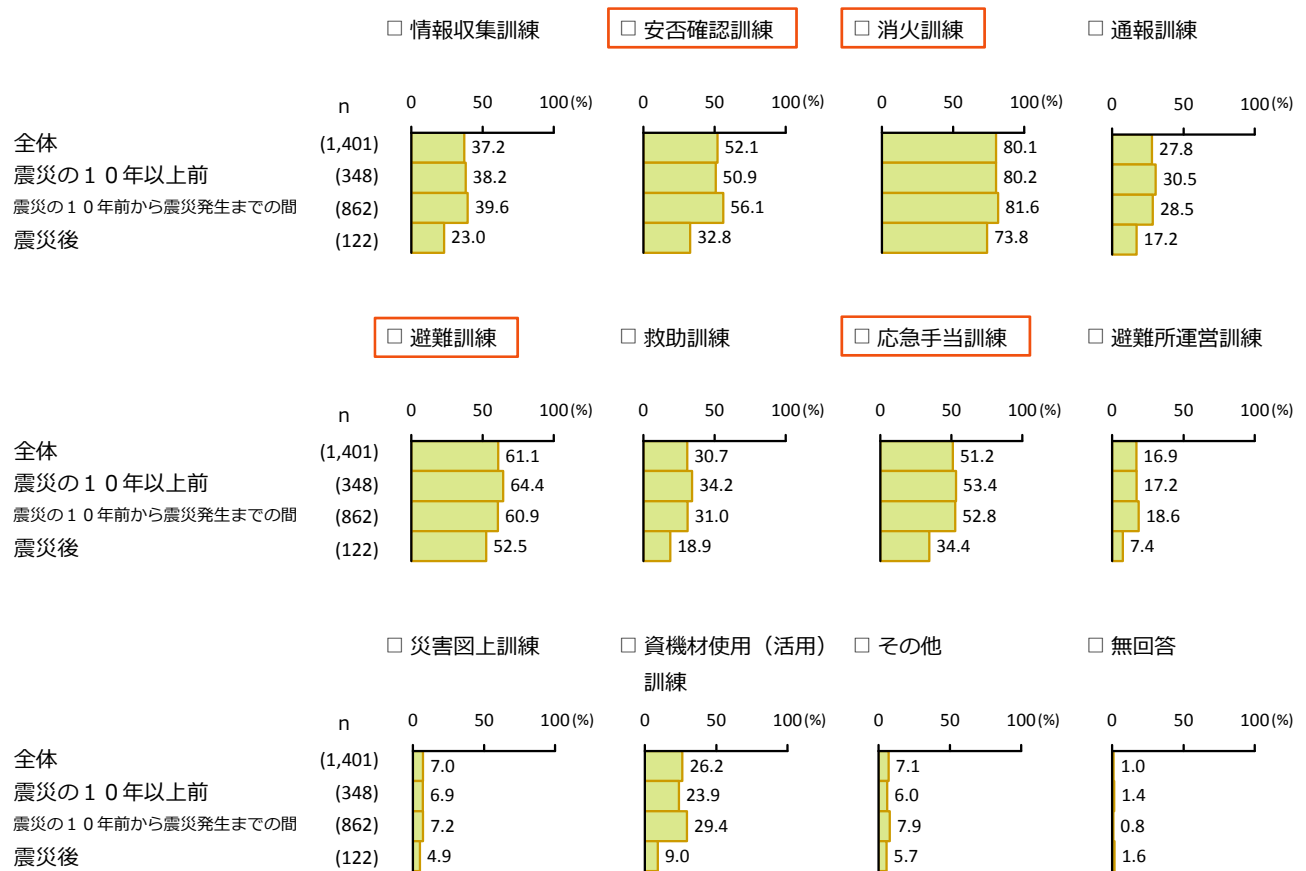 □ 情報収集訓練 □ 安否確認訓練 □ 消火訓練 □ 通報訓練
n 0 50 100(%) 0 50 100(%) 0 50 100(%) 0 50 100(%)
全体 (1,401) 37.2 52.1 80.1 27.8
震災の１０年以上前 (348) 38.2 50.9 80.2 30.5
震災の１０年前から震災発生までの間 (862) 39.6 56.1 81.6 28.5
震災後 (122) 23.0 32.8 73.8 17.2
□ 避難訓練 □ 救助訓練 □ 応急手当訓練 □ 避難所運営訓練
n 0 50 100(%) 0 50 100(%) 0 50 100(%) 0 50 100(%)
全体 (1,401) 61.1 30.7 51.2 16.9
震災の１０年以上前 (348) 64.4 34.2 53.4 17.2
震災の１０年前から震災発生までの間 (862) 60.9 31.0 52.8 18.6
震災後 (122) 52.5 18.9 34.4 7.4
□ 災害図上訓練 □ 資機材使用（活用） □ その他 □ 無回答
訓練
n 0 50 100(%) 0 50 100(%) 0 50 100(%) 0 50 100(%)
全体 (1,401) 7.0 26.2 7.1 1.0
震災の１０年以上前 (348) 6.9 23.9 6.0 1.4
震災の１０年前から震災発生までの間 (862) 7.2 29.4 7.9 0.8
震災後 (122) 4.9 9.0 5.7 1.6